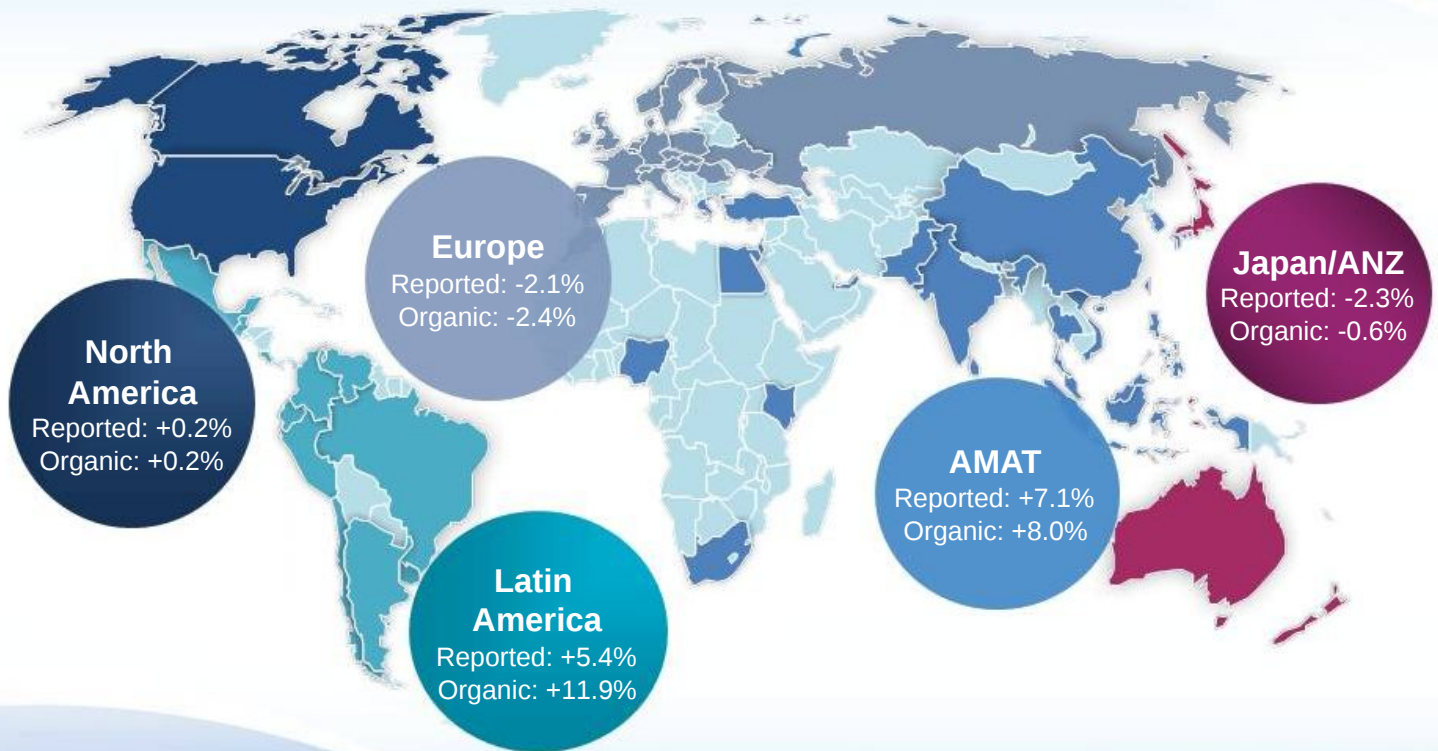 Europe
Reported: -2.1%
Organic: -2.4%
Japan/ANZ
Reported: -2.3%
Organic: -0.6%
North
America
Reported: +0.2%
Organic: +0.2%
AMAT
Reported: +7.1%
Organic: +8.0%
Latin
America
Reported: +5.4%
Organic: +11.9%